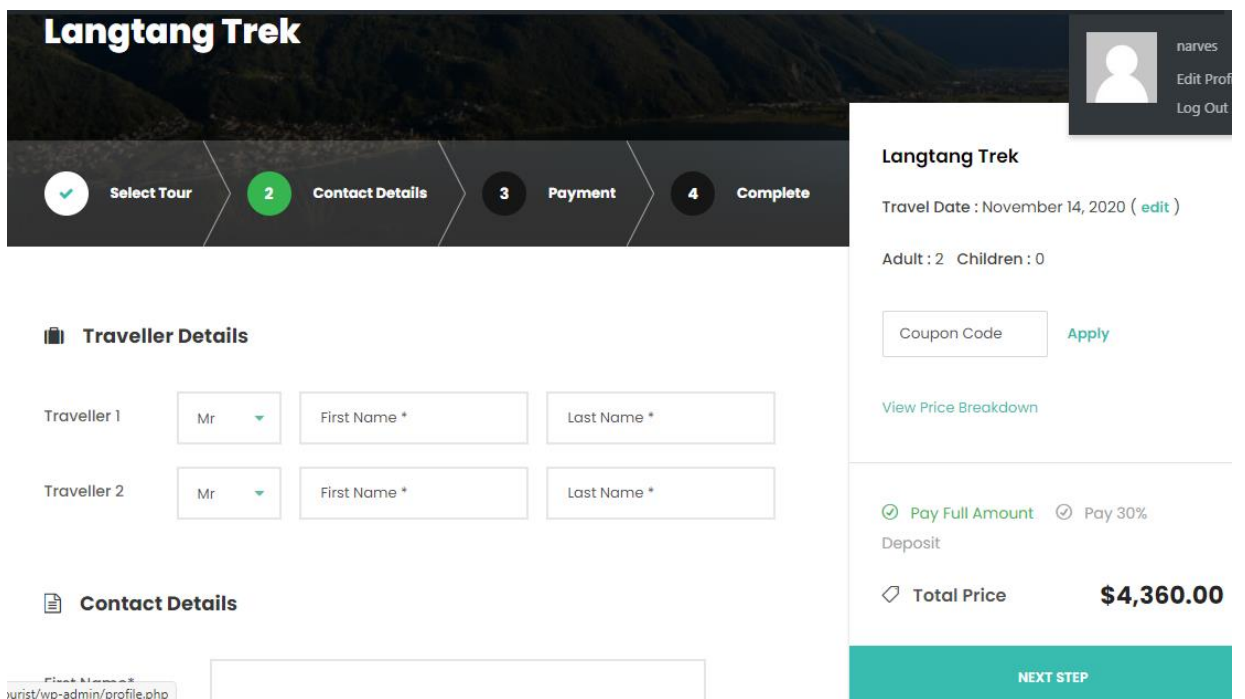 Langtang Trek
narves
Edit Prof
Log Out
Select Tour
2 Contact Details
3 Payment
4 Complete
Langtang Trek
Travel Date : November 14, 2020 ( edit )
Adult : 2 Children : 0
Coupon Code Apply
View Price Breakdown
Pay Full Amount Pay 30%
Deposit
Total Price $4,360.00
NEXT STEP
Traveller Details
Traveller 1 Mr First Name * Last Name *
Traveller 2 Mr First Name * Last Name *
Contact Details
First Name*
ourist/wp-admin/profile.php